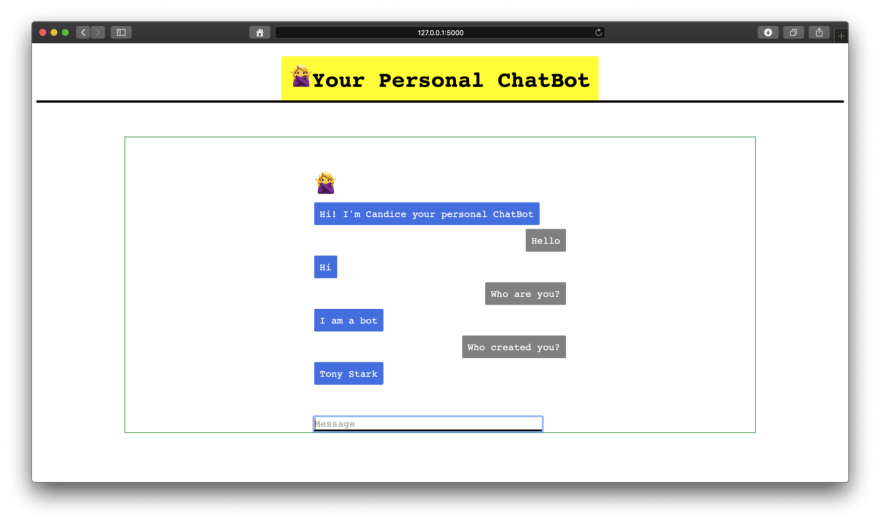 127.0.0.1:5000
Your Personal ChatBot
Hi! I'm Candice your personal ChatBot
Hello
Hi
Who are you?
I am a bot
Who created you?
Tony Stark
Message